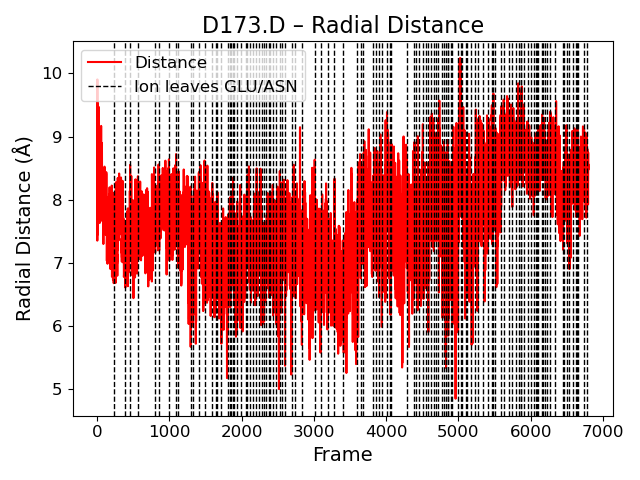 D173.D – Radial Distance
Distance
Ion leaves GLU/ASN
Radial Distance (Å)
10
9
8
7
6
5
0
1000
2000
3000
4000
5000
6000
7000
Frame